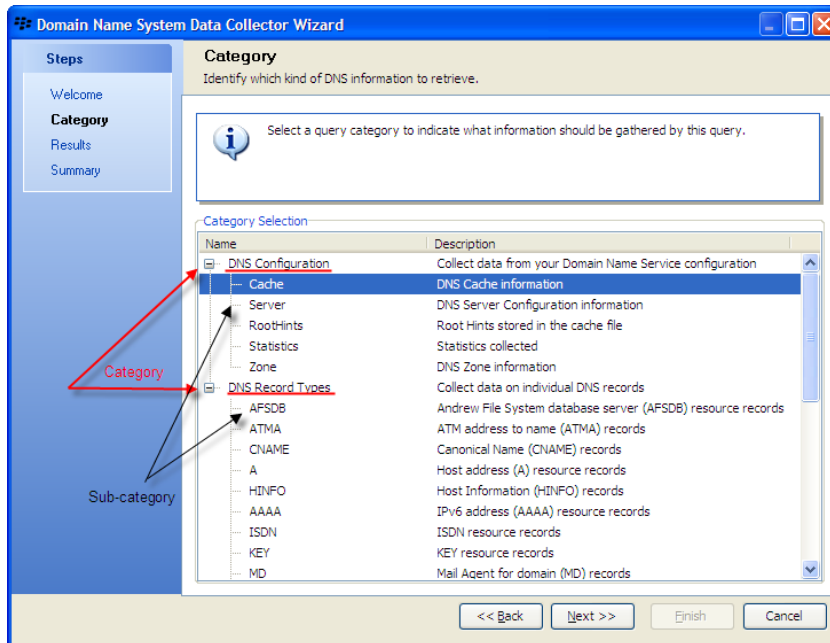 Domain Name System Data Collector Wizard
Steps
Welcome
Category
Results
Summary
Category
Identify which kind of DNS information to retrieve.
Select a query category to indicate what information should be gathered by this query.
Category Selection
Name Description
DNS Configuration Collect data from your Domain Name Service configuration
Cache DNS Cache information
Server DNS Server Configuration information
RootHints Root Hints stored in the cache file
Statistics Statistics collected
Zone DNS Zone information
DNS Record Types Collect data on individual DNS records
AFSDB Andrew File System database server (AFSDB) resource records
ATMA ATM address to name (ATMA) records
CNAME Canonical Name (CNAME) records
A Host address (A) resource records
HINFO Host Information (HINFO) records
AAAA IPv6 address (AAAA) resource records
ISDN ISDN resource records
KEY KEY resource records
MD Mail Agent for domain (MD) records
Category
Sub-category
<< Back Next >> Finish Cancel